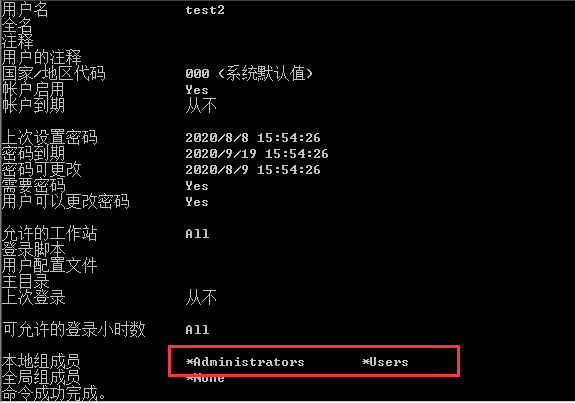 用户名 test2
全名
注释
用户的注释
国家/地区代码 000 (系统默认值)
帐户启用 Yes
帐户到期 从不
上次设置密码 2020/8/8 15:54:26
密码到期 2020/9/19 15:54:26
密码可更改 2020/8/9 15:54:26
需要密码 Yes
用户可以更改密码 Yes
允许的工作站 All
登录脚本
用户配置文件
主目录
上次登录 从不
可允许的登录小时数 All
本地组成员 *Administrators *Users
全局组成员 *None
命令成功完成。